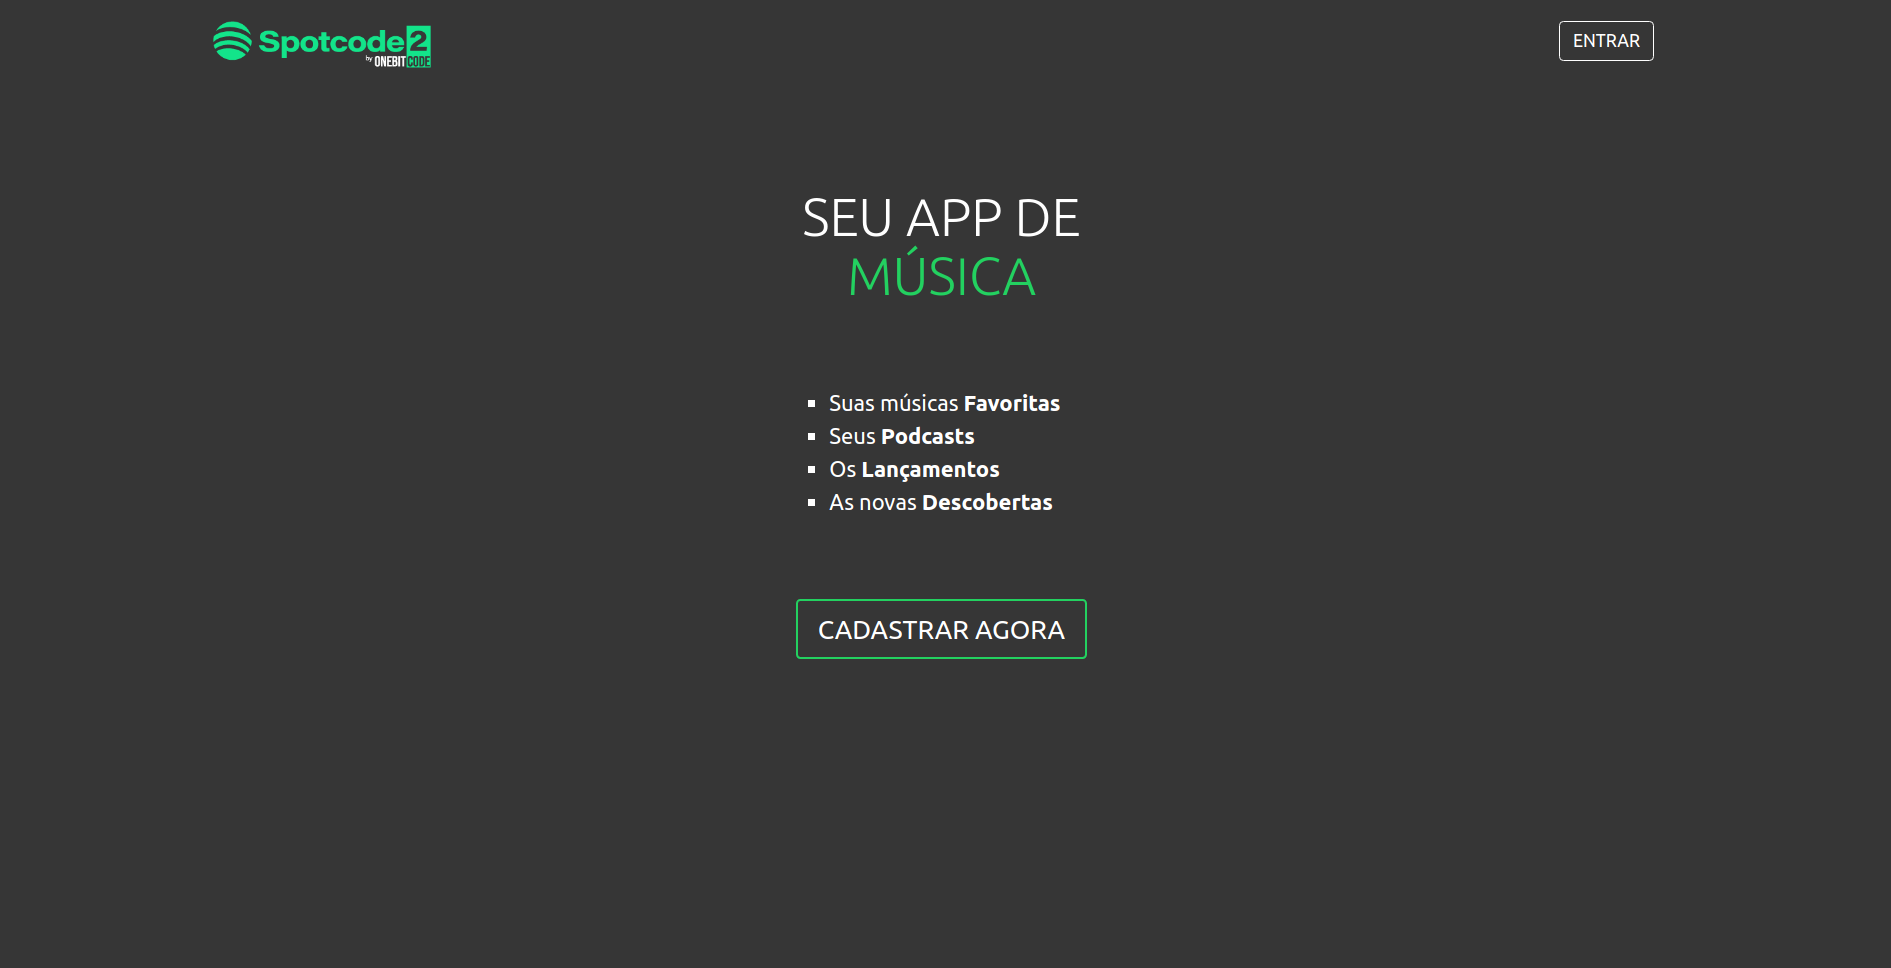 Spotcode2
by ONEBITCODE
ENTRAR
SEU APP DE
MÚSICA
Suas músicas Favoritas
Seus Podcasts
Os Lançamentos
As novas Descobertas
CADASTRAR AGORA